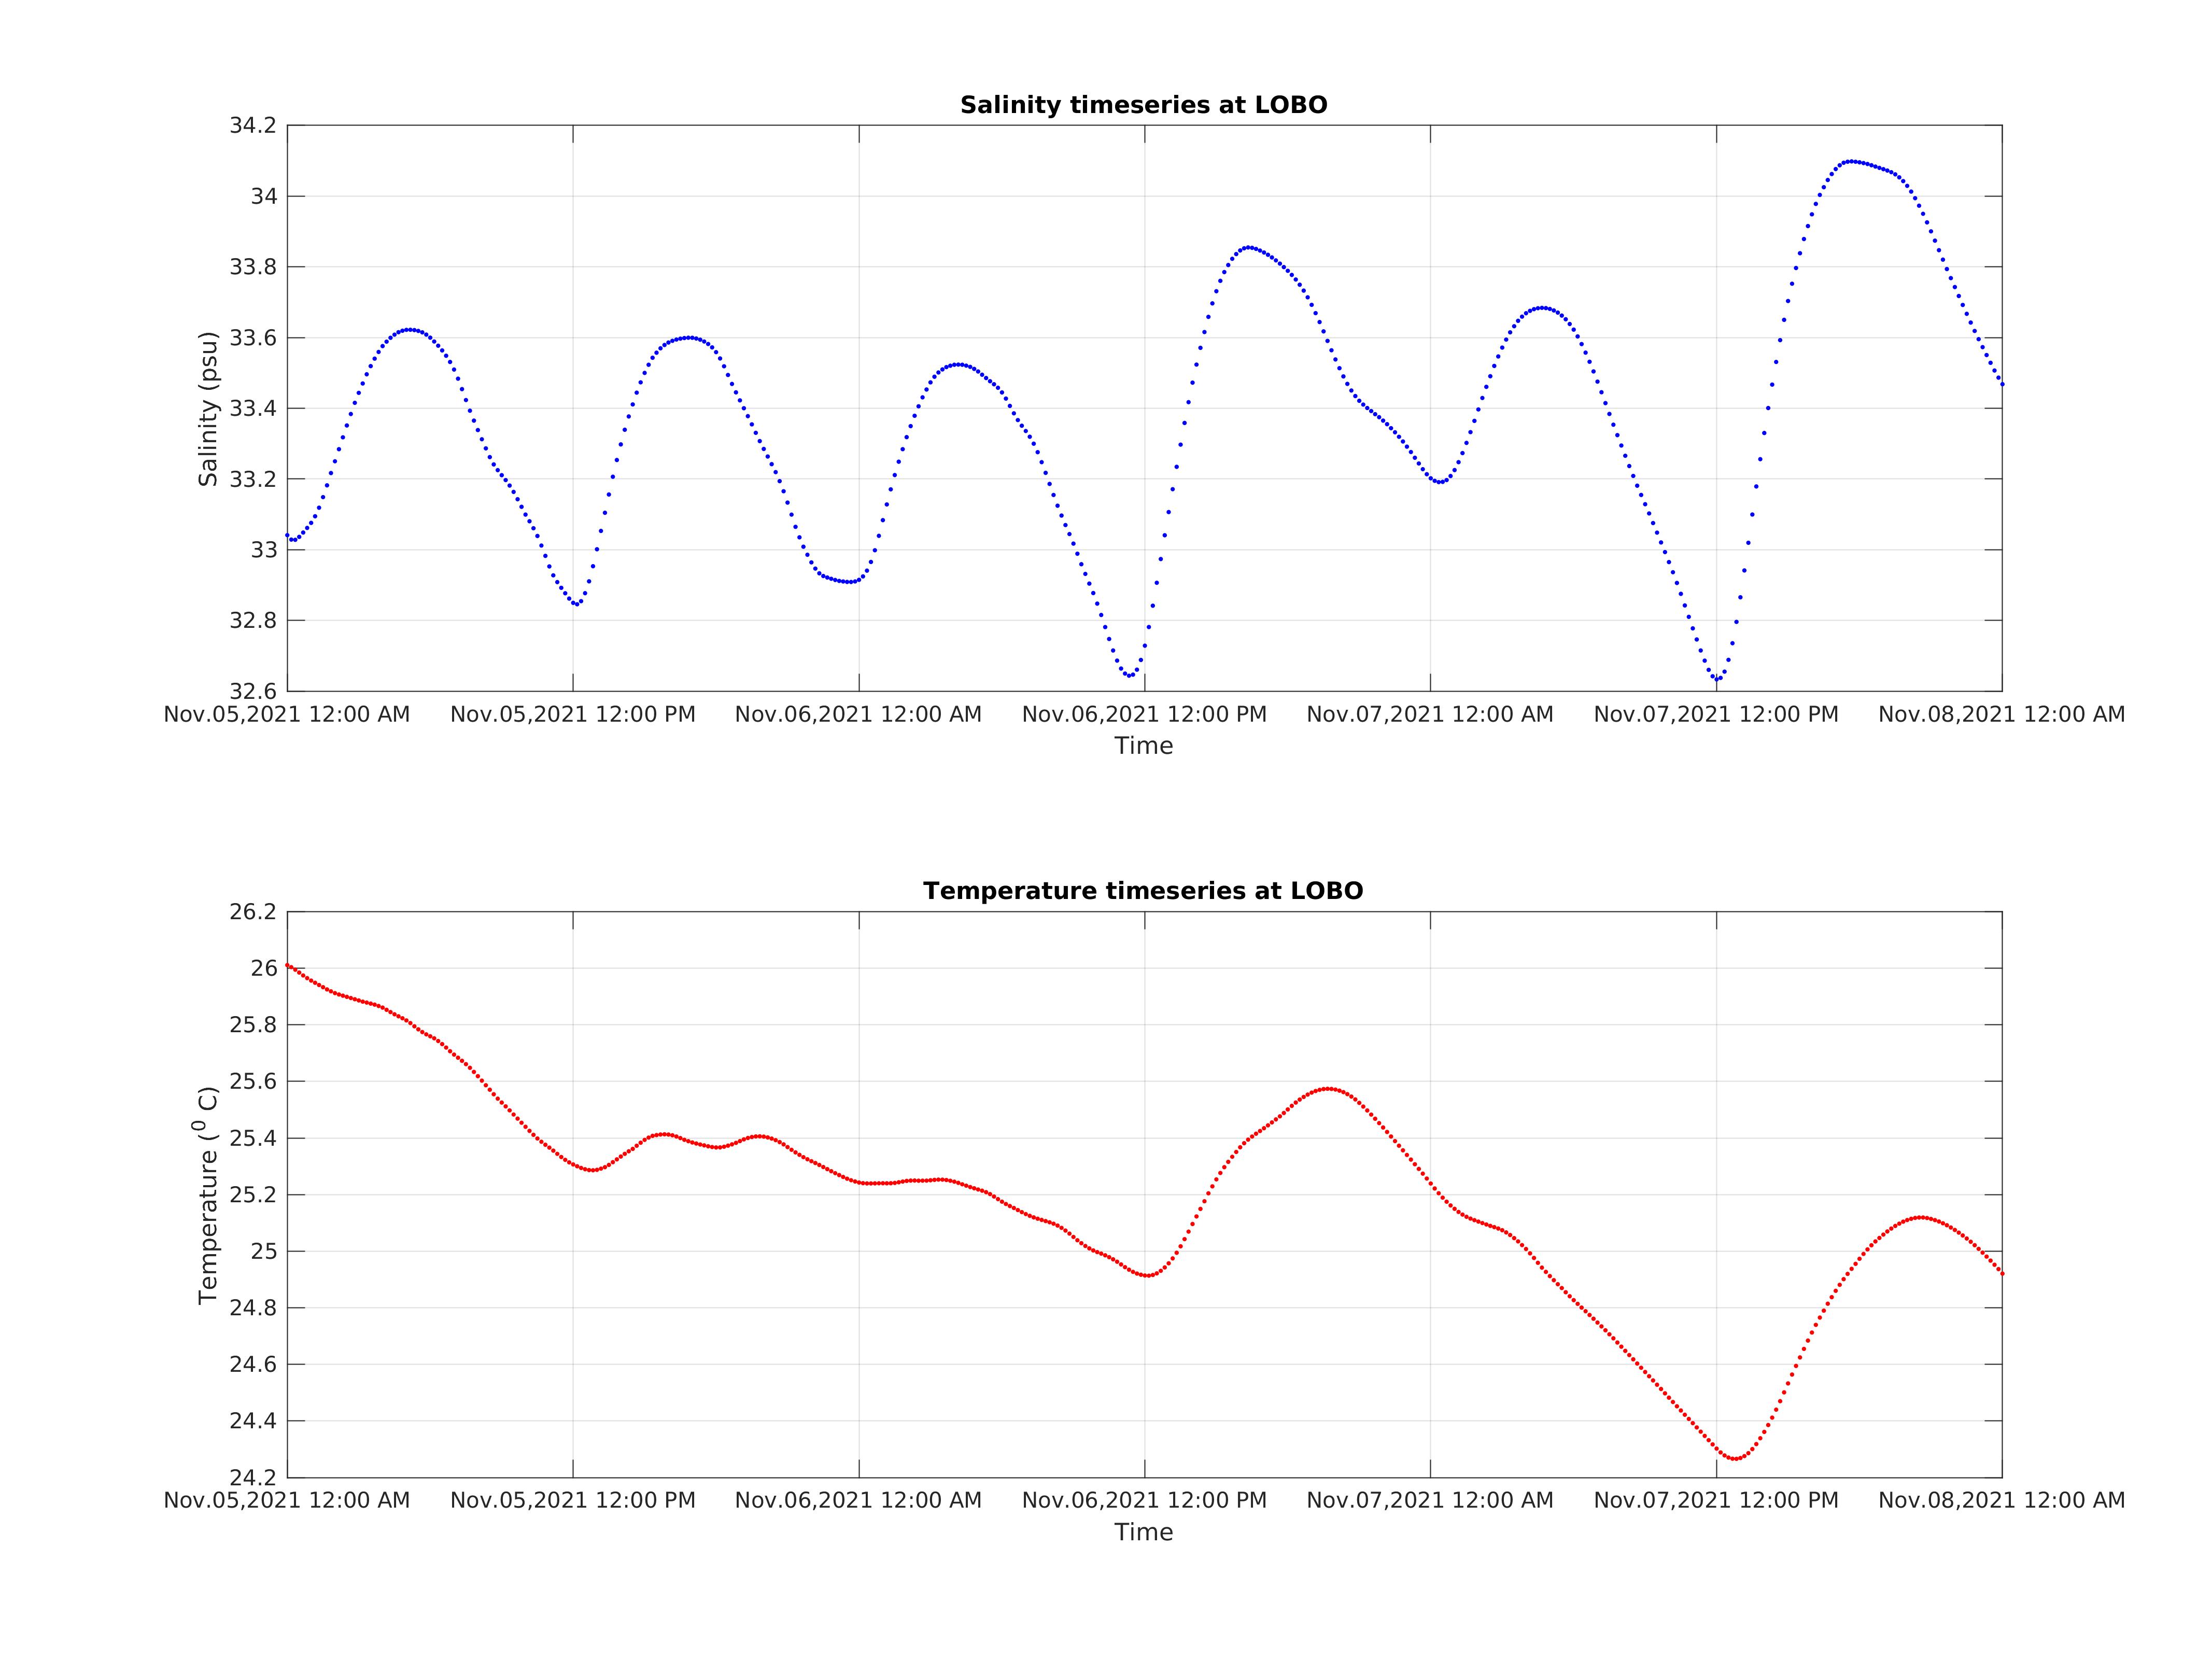 Salinity timeseries at LOBO
34.2
34
33.8
33.6
33.4
33.2
33
32.8
32.6
Salinity (psu)
Nov.05,2021 12:00 AM Nov.05,2021 12:00 PM Nov.06,2021 12:00 AM Nov.06,2021 12:00 PM Nov.07,2021 12:00 AM Nov.07,2021 12:00 PM Nov.08,2021 12:00 AM
Time
Temperature timeseries at LOBO
26.2
26
25.8
25.6
25.4
25.2
25
24.8
24.6
24.4
24.2
Temperature (⁰ C)
Nov.05,2021 12:00 AM Nov.05,2021 12:00 PM Nov.06,2021 12:00 AM Nov.06,2021 12:00 PM Nov.07,2021 12:00 AM Nov.07,2021 12:00 PM Nov.08,2021 12:00 AM
Time